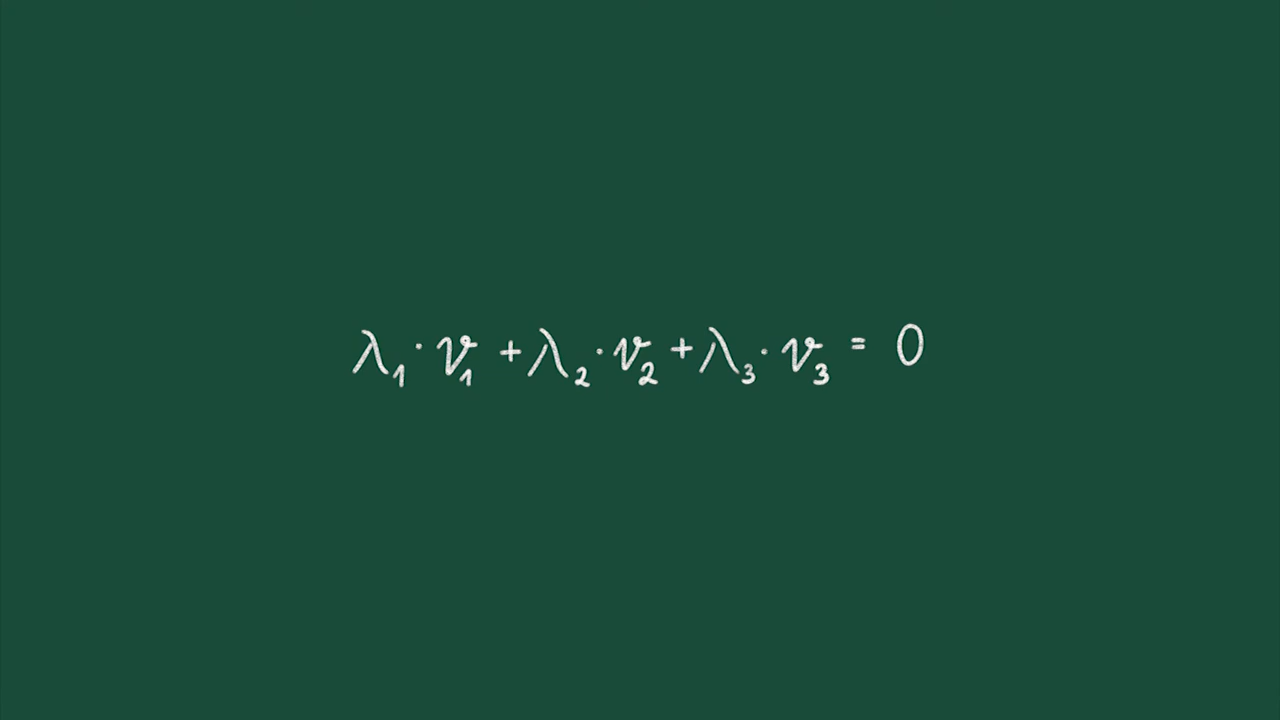 λ₁ · v₁ + λ₂ · v₂ + λ₃ · v₃ = 0